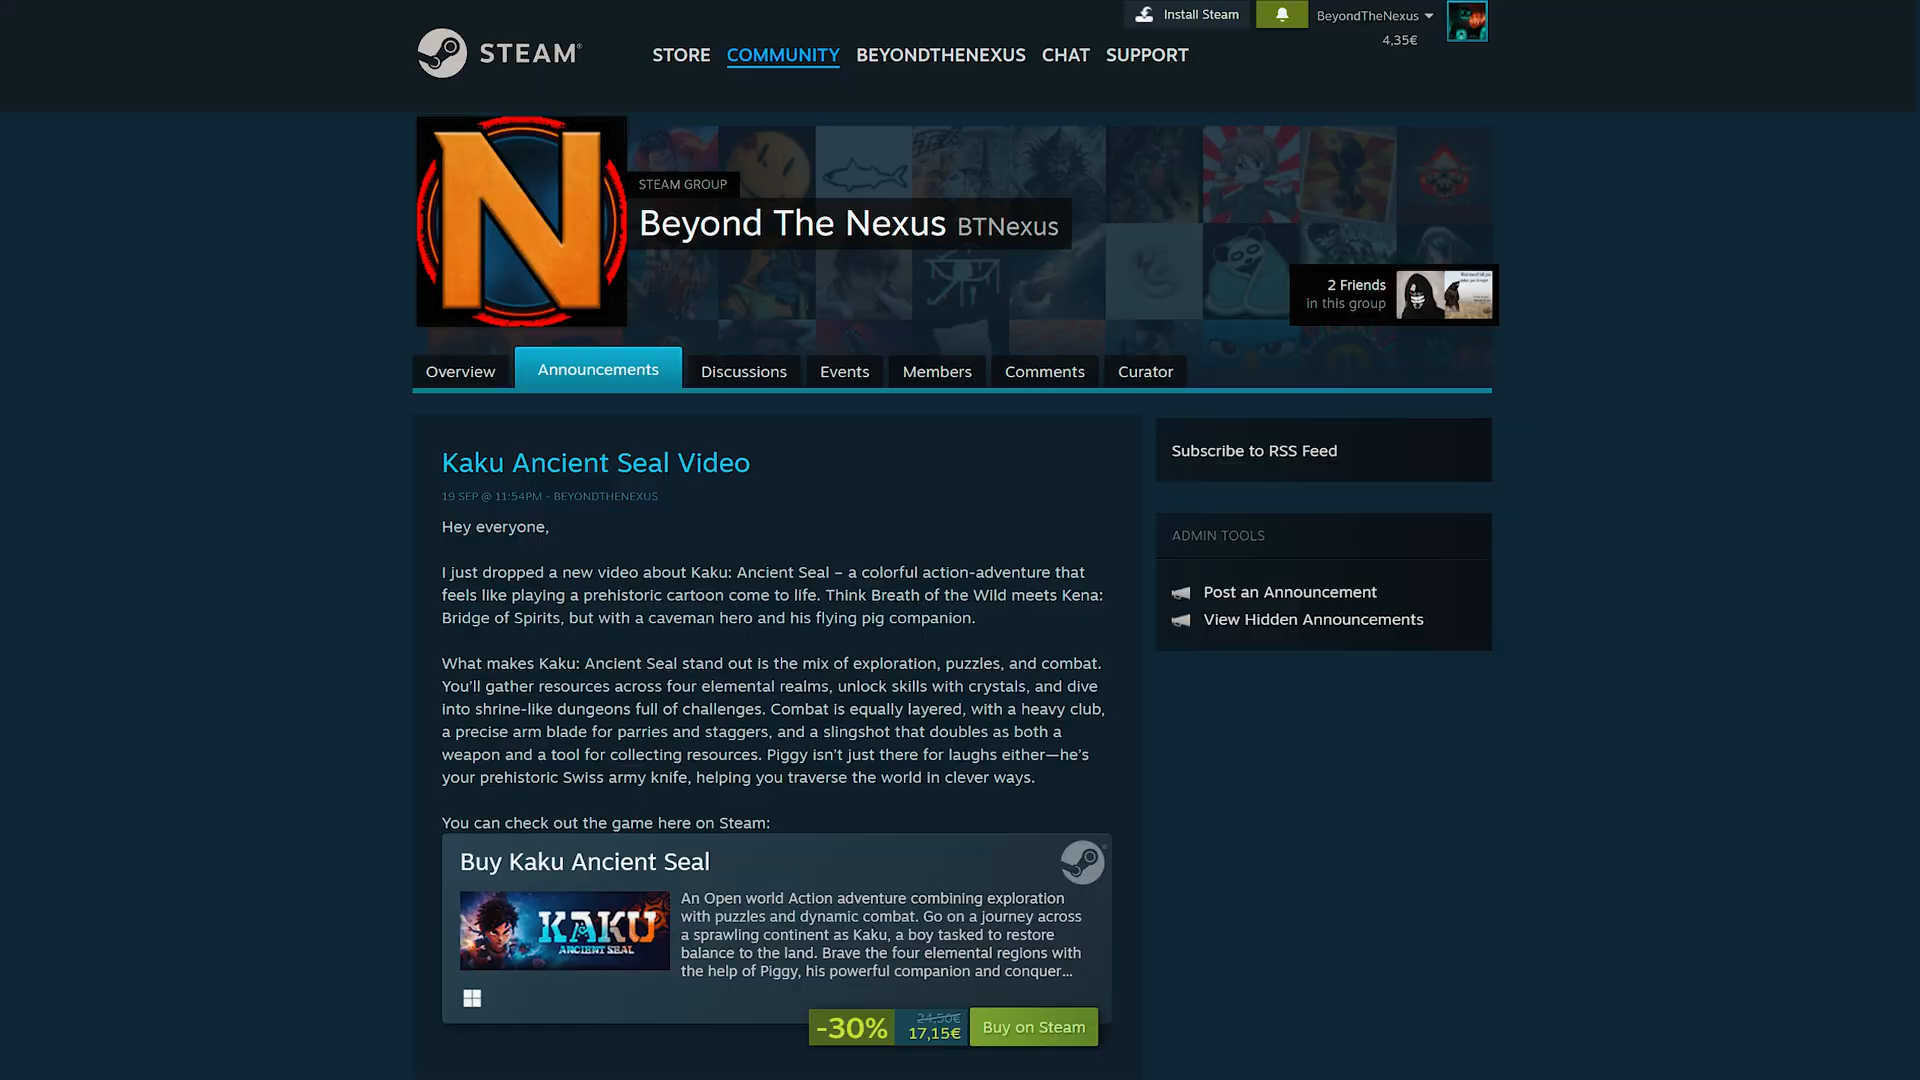 Install Steam
BeyondTheNexus
4,35€
STEAM®
STORE COMMUNITY BEYONDTHENEXUS CHAT SUPPORT
N
STEAM GROUP
Beyond The Nexus BTNexus
2 Friends
in this group
Overview Announcements Discussions Events Members Comments Curator
Kaku Ancient Seal Video
19 SEP @ 11:54PM - BEYONDTHENEXUS
Hey everyone,
I just dropped a new video about Kaku: Ancient Seal – a colorful action-adventure that
feels like playing a prehistoric cartoon come to life. Think Breath of the Wild meets Kena:
Bridge of Spirits, but with a caveman hero and his flying pig companion.
What makes Kaku: Ancient Seal stand out is the mix of exploration, puzzles, and combat.
You’ll gather resources across four elemental realms, unlock skills with crystals, and dive
into shrine-like dungeons full of challenges. Combat is equally layered, with a heavy club,
a precise arm blade for parries and staggers, and a slingshot that doubles as both a
weapon and a tool for collecting resources. Piggy isn’t just there for laughs either—he’s
your prehistoric Swiss army knife, helping you traverse the world in clever ways.
You can check out the game here on Steam:
Buy Kaku Ancient Seal
KAKU
ANCIENT SEAL
An Open world Action adventure combining exploration
with puzzles and dynamic combat. Go on a journey across
a sprawling continent as Kaku, a boy tasked to restore
balance to the land. Brave the four elemental regions with
the help of Piggy, his powerful companion and conquer...
-30%
24,50€
17,15€
Buy on Steam
Subscribe to RSS Feed
ADMIN TOOLS
Post an Announcement
View Hidden Announcements